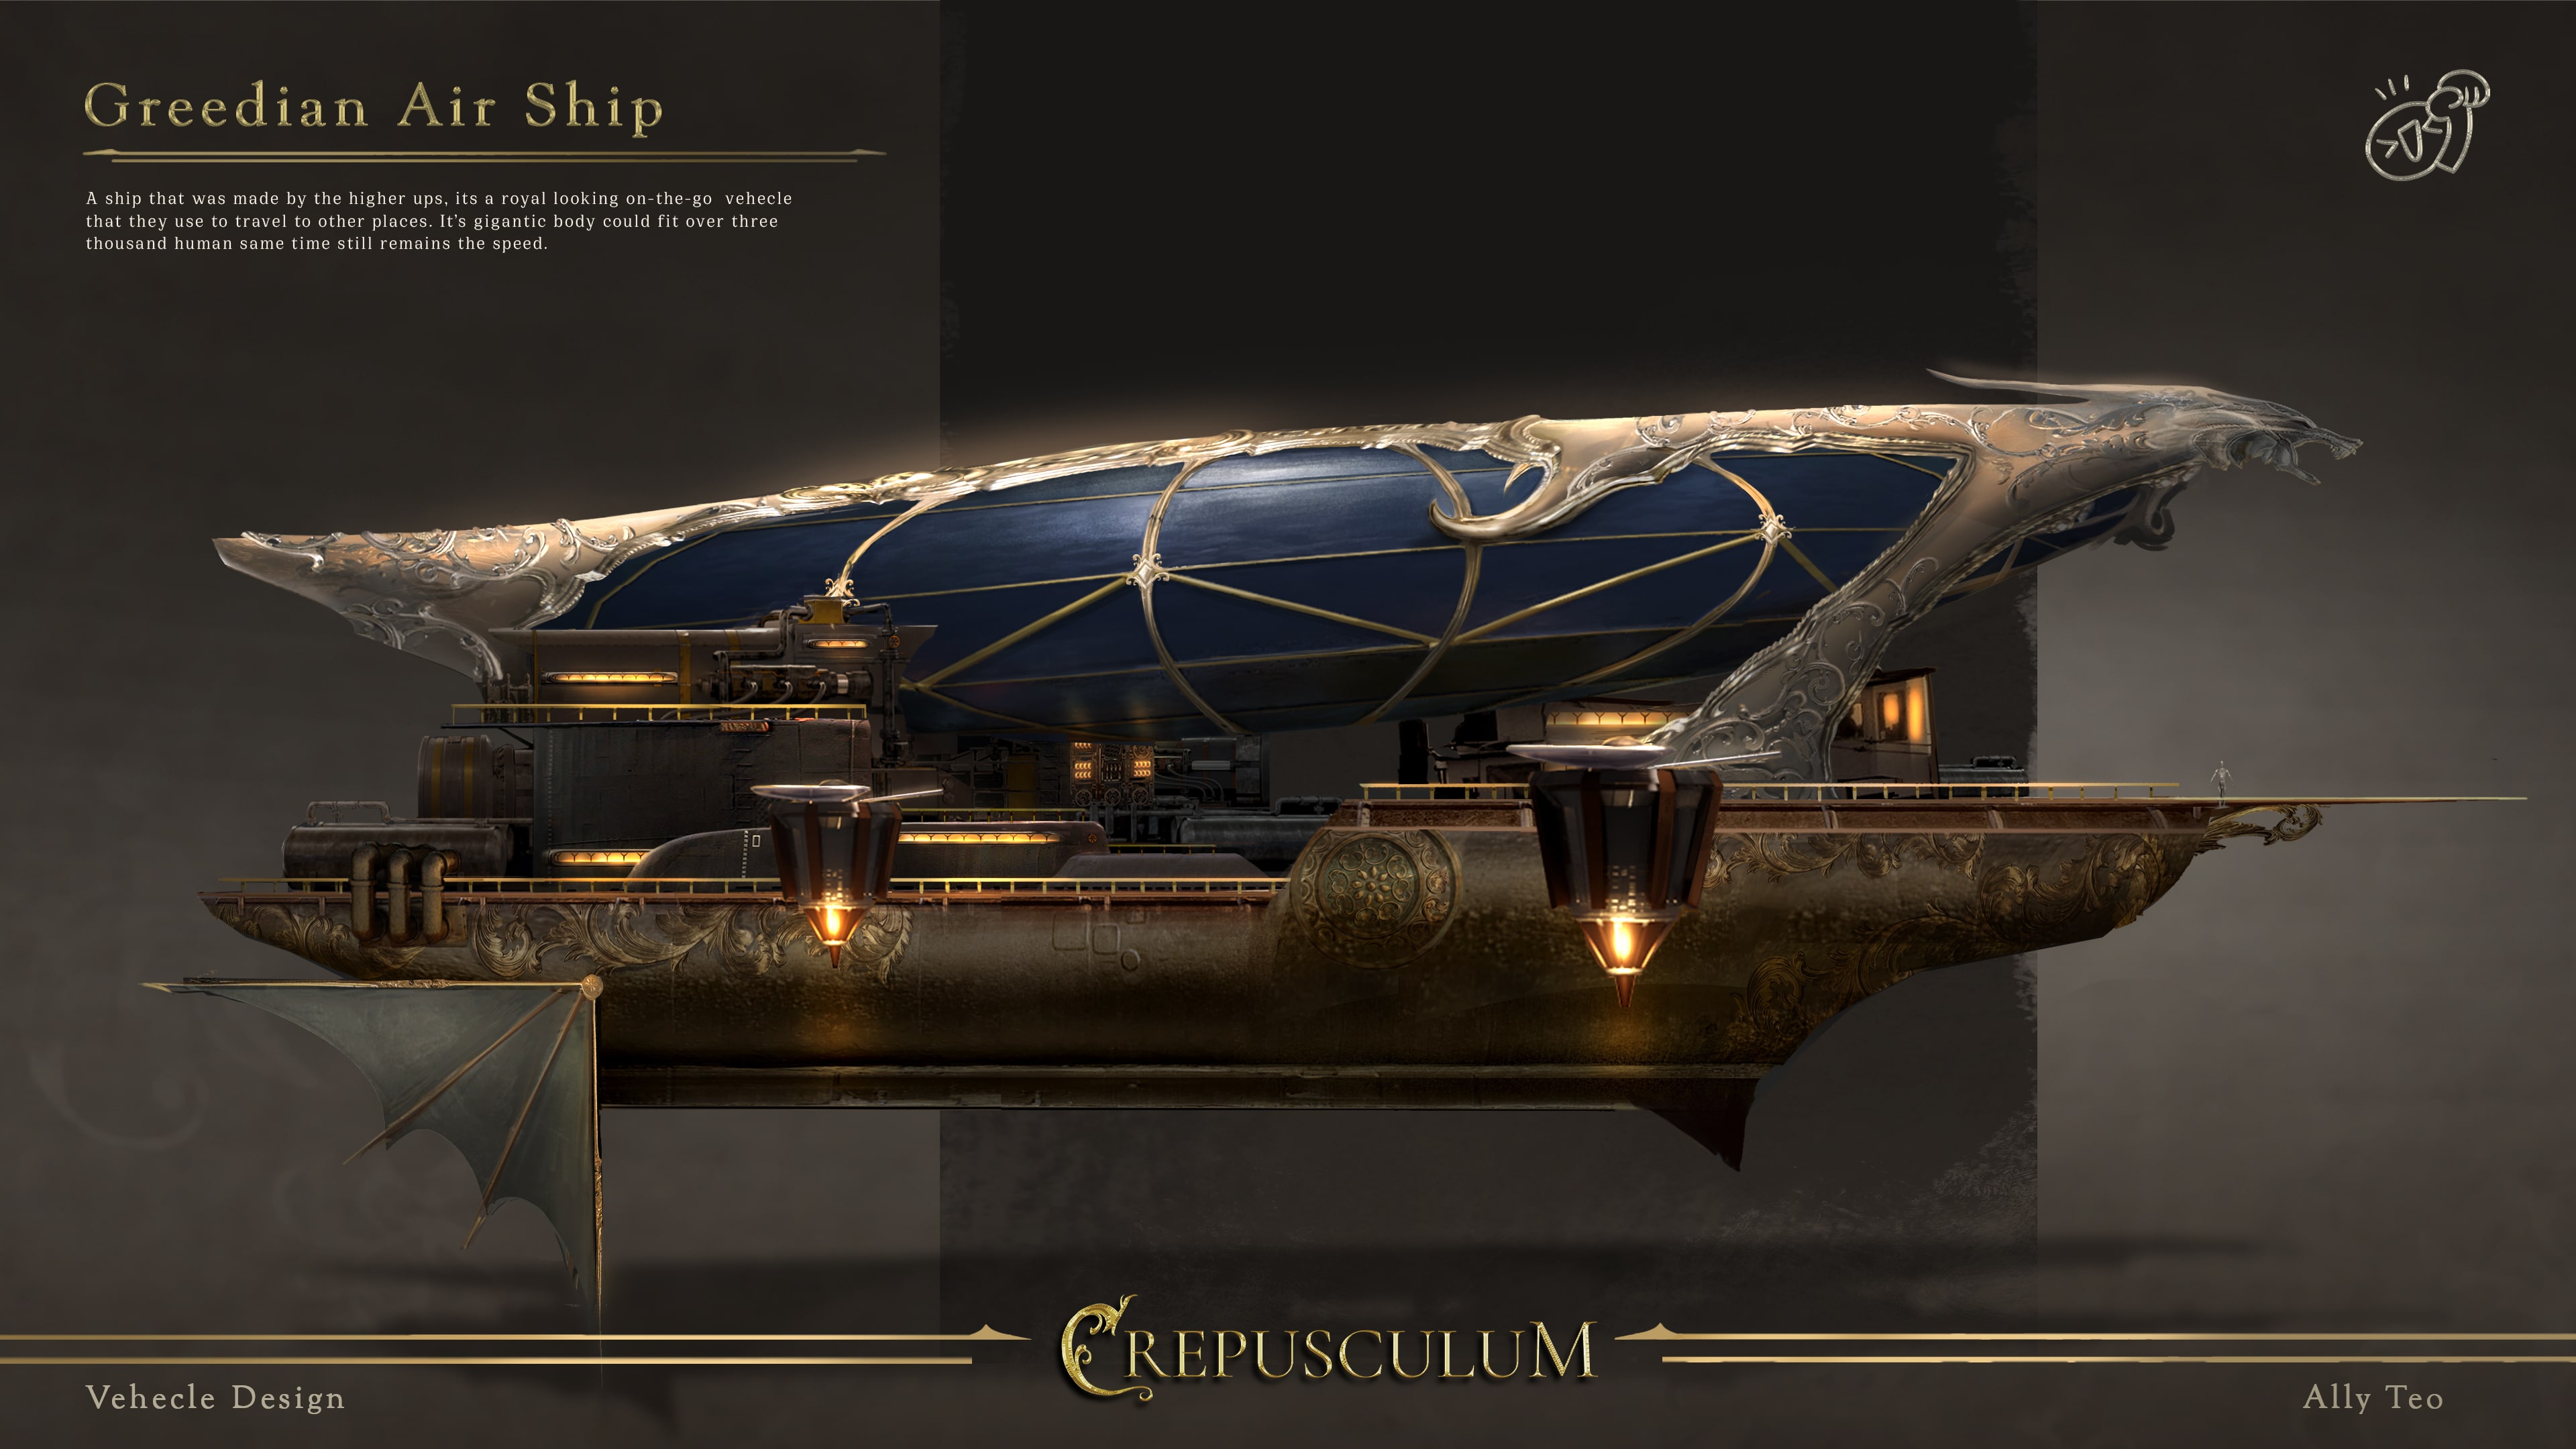 Greedian Air Ship
A ship that was made by the higher ups, its a royal looking on-the-go vehecle
that they use to travel to other places. It's gigantic body could fit over three
thousand human same time still remains the speed.
CREPUSCULUM
Vehecle Design
Ally Teo